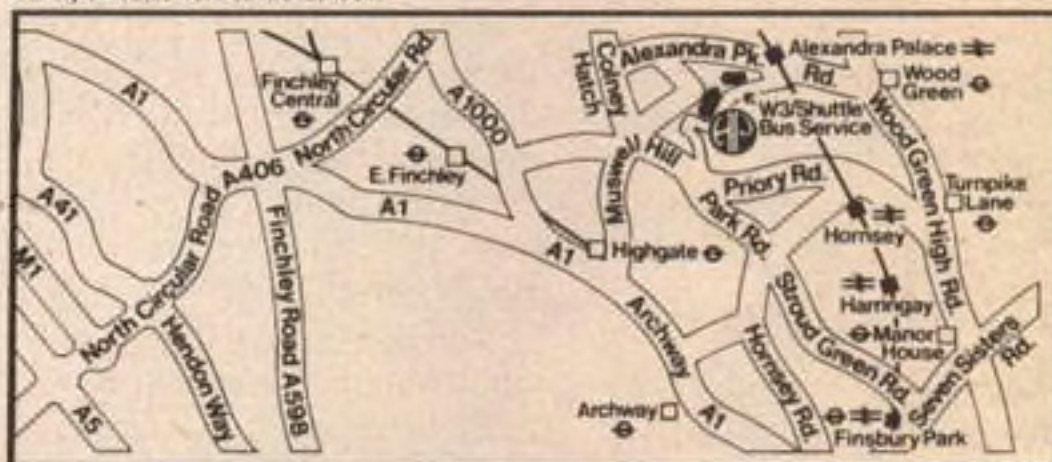 A1
Finchley
Central
North Circular Rd.
A1000
Colney
Hatch
Alexandra Pk.
Rd.
Alexandra Palace
Wood
Green
W3/Shuttle
Bus Service
Wood Green High Rd.
Muswell Hill
A406
E. Finchley
A1
A41
M1
North Circular Road
Finchley Road A598
Hendon Way
A5
Priory Rd.
Park Rd.
Turnpike
Lane
Hornsey
A1
Highgate
Archway
Harringay
Manor
House
Stroud Green Rd.
Hornsey Rd.
Seven Sisters
Rd.
Archway
A1
Finsbury Park